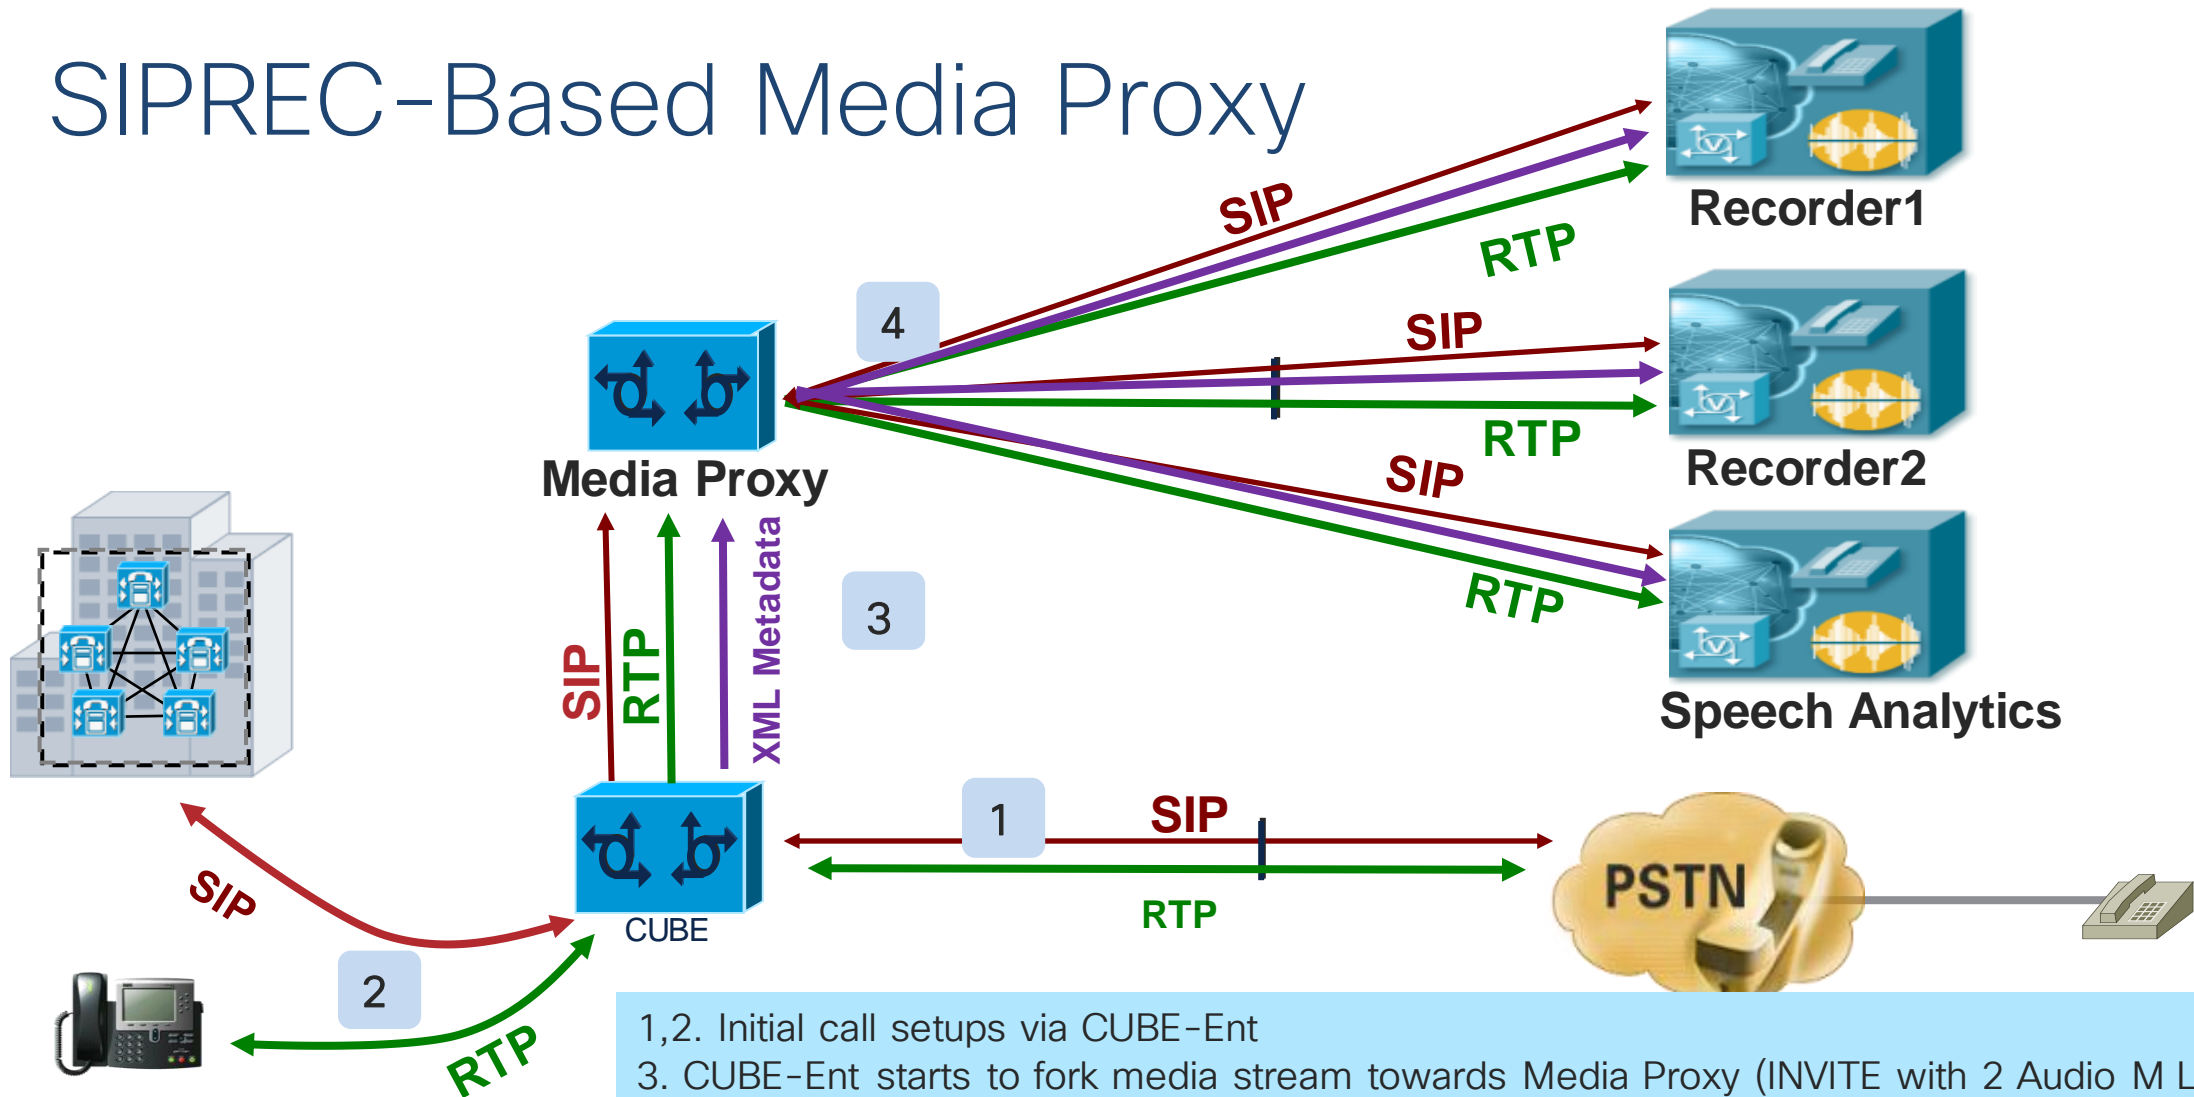 SIPREC-Based Media Proxy
SIP
RTP
Recorder1
4
SIP
RTP
Recorder2
Media Proxy
SIP
RTP
Speech Analytics
SIP
RTP
XML Metadata
3
1
SIP
RTP
PSTN
CUBE
SIP
2
RTP
1,2. Initial call setups via CUBE-Ent
3. CUBE-Ent starts to fork media stream towards Media Proxy (INVITE with 2 Audio M L